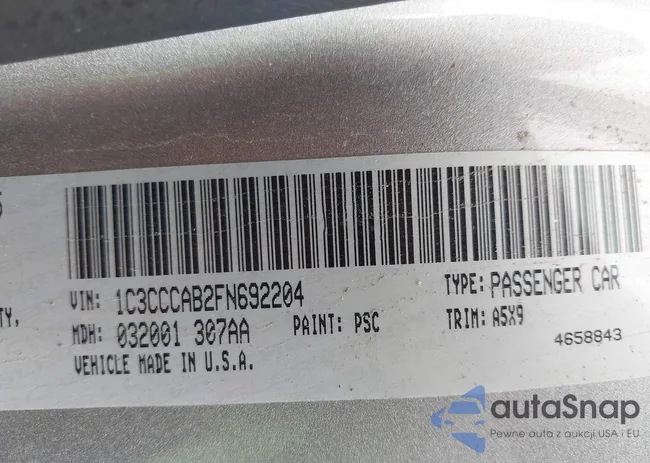 VIN: 1C3CCCAB2FN692204
TYPE: PASSENGER CAR
TY,
MDH: 032001 307AA
PAINT: PSC
TRIM: A5X9
VEHICLE MADE IN U.S.A.
4658843
autaSnap
Pewne auta z aukcji USA i EU